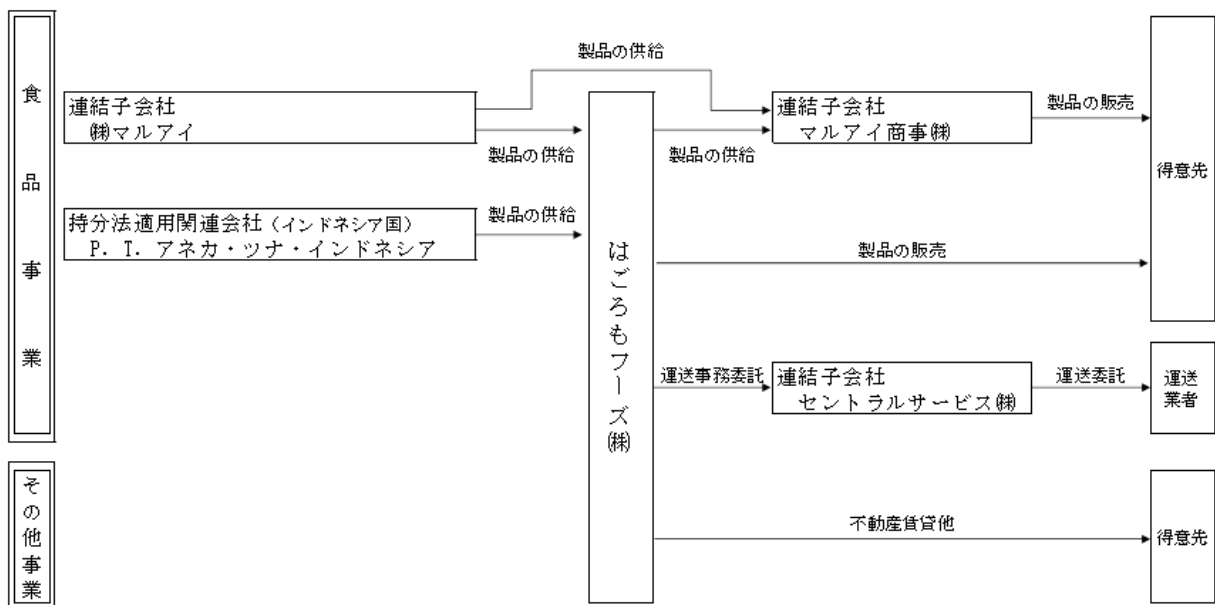 食品事業
製品の供給
連結子会社
㈱マルアイ
製品の供給
製品の供給
連結子会社
マルアイ商事㈱
製品の販売
得意先
持分法適用関連会社（インドネシア国）
P. T. アネカ・ツナ・インドネシア
製品の供給
はごろもフーズ㈱
製品の販売
運送事務委託
連結子会社
セントラルサービス㈱
運送委託
運送
業者
その他事業
不動産賃貸他
得意先